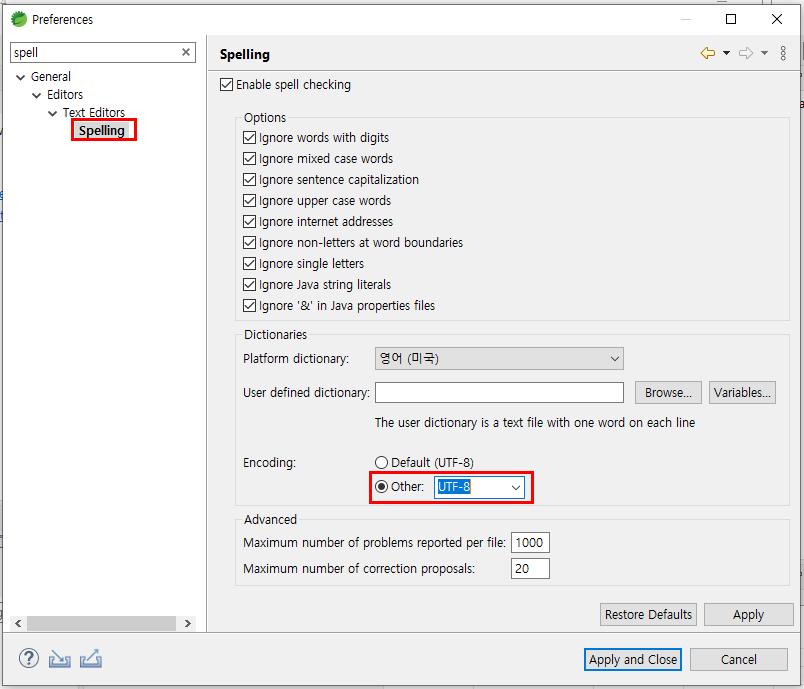 Preferences
spell
Spelling
General
Editors
Text Editors
Spelling
Enable spell checking
Options
Ignore words with digits
Ignore mixed case words
Ignore sentence capitalization
Ignore upper case words
Ignore internet addresses
Ignore non-letters at word boundaries
Ignore single letters
Ignore Java string literals
Ignore '&' in Java properties files
Dictionaries
Platform dictionary: 영어 (미국)
User defined dictionary: Browse... Variables...
The user dictionary is a text file with one word on each line
Encoding: Default (UTF-8)
Other: UTF-8
Advanced
Maximum number of problems reported per file: 1000
Maximum number of correction proposals: 20
Restore Defaults Apply
Apply and Close Cancel